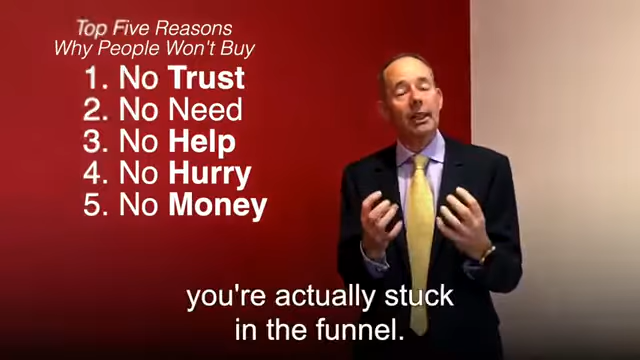 Top Five Reasons
Why People Won't Buy
1. No Trust
2. No Need
3. No Help
4. No Hurry
5. No Money
you're actually stuck
in the funnel.